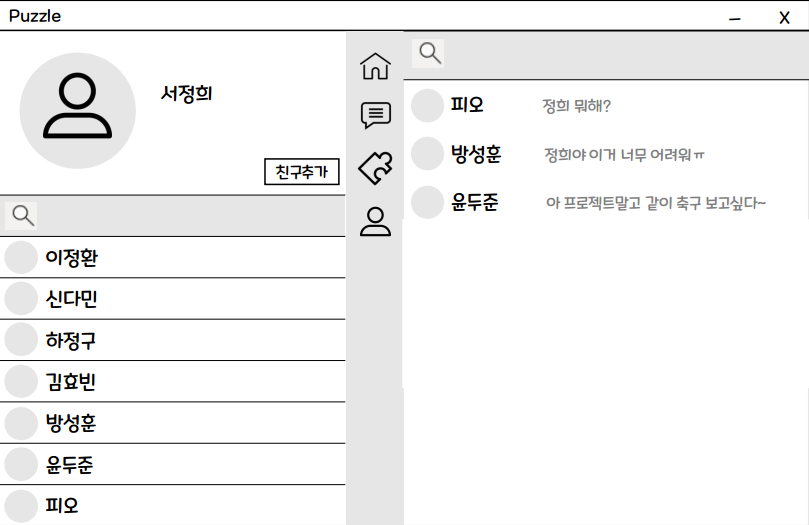 Puzzle
– X
서정희
친구추가
이정환
신다민
하정구
김효빈
방성훈
윤두준
피오
피오 정희 뭐해?
방성훈 정희야 이거 너무 어려워ㅠ
윤두준 아 프로젝트말고 같이 축구 보고싶다~